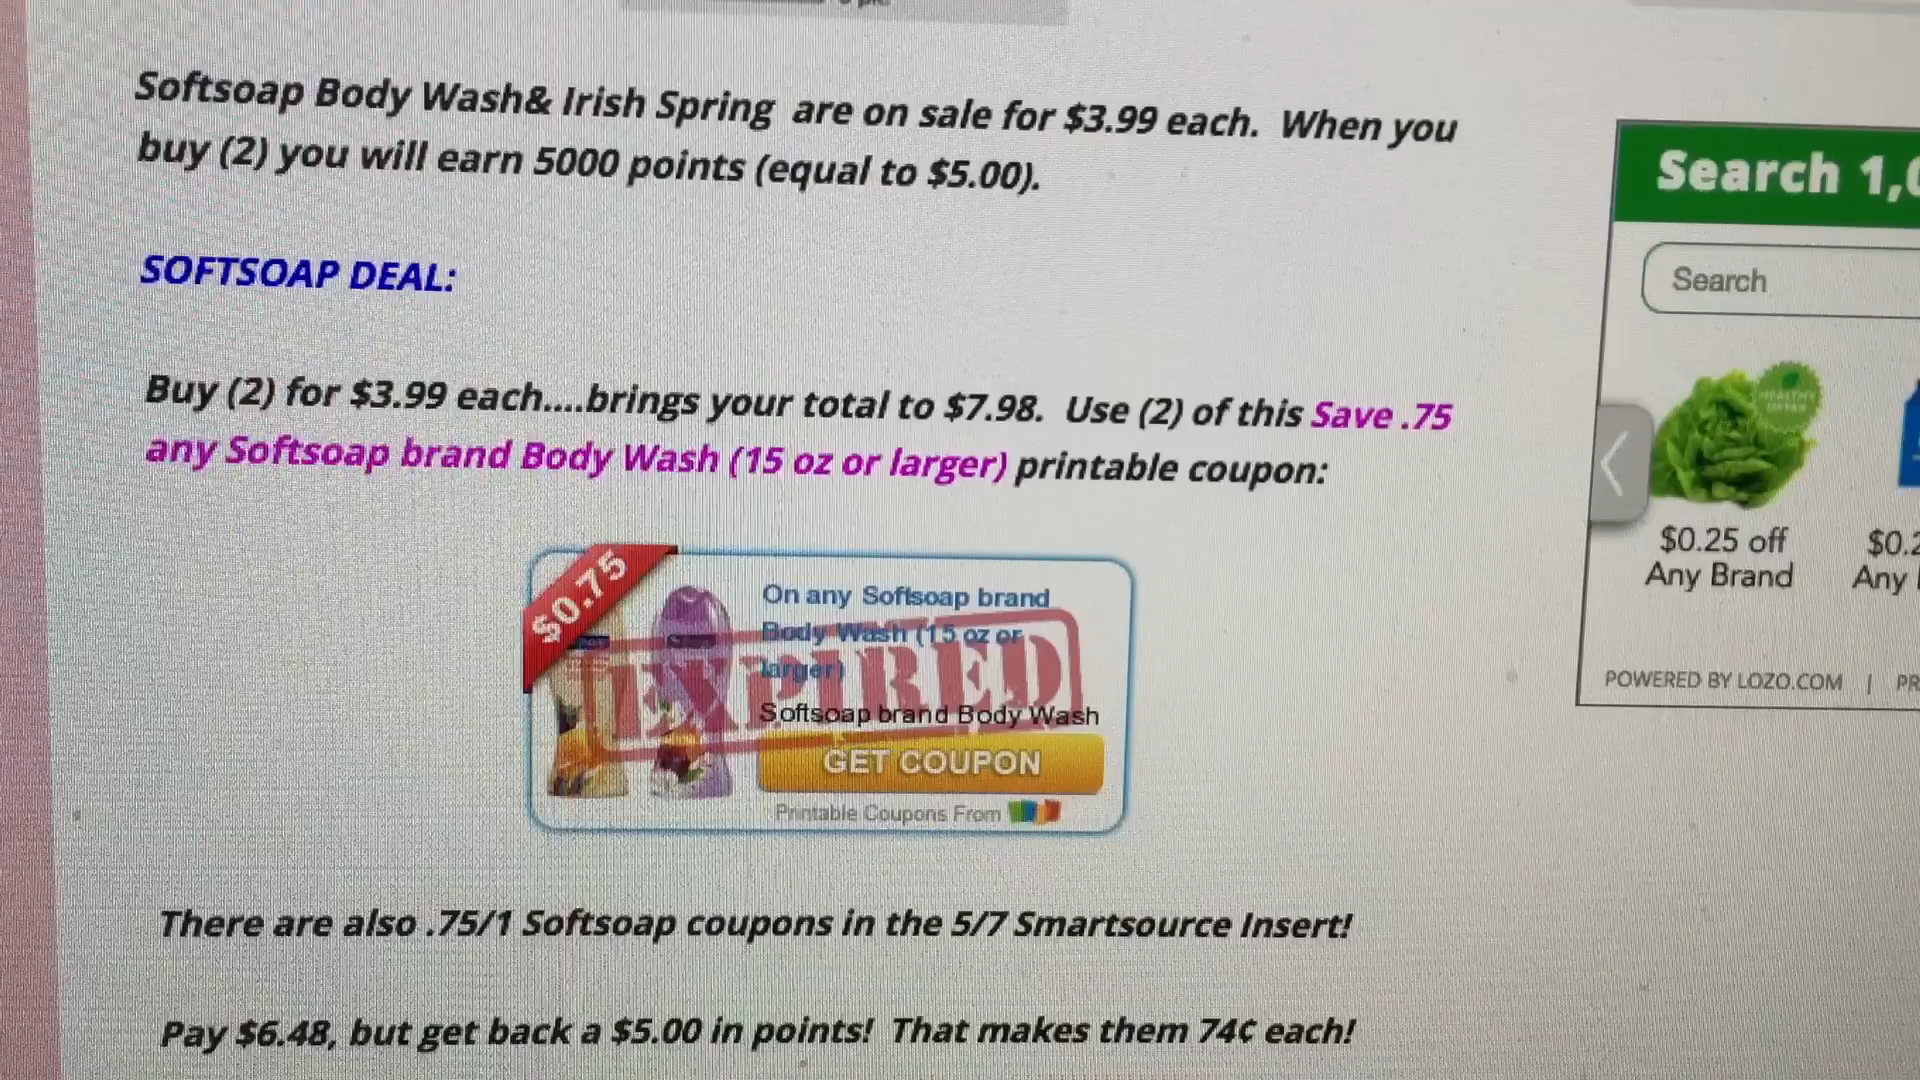 Softsoap Body Wash& Irish Spring are on sale for $3.99 each. When you
buy (2) you will earn 5000 points (equal to $5.00).
SOFTSOAP DEAL:
Buy (2) for $3.99 each....brings your total to $7.98. Use (2) of this Save .75
any Softsoap brand Body Wash (15 oz or larger) printable coupon:
$0.75
On any Softsoap brand
Body Wash (15 oz or
larger)
EXPIRED
Softsoap brand Body Wash
GET COUPON
Printable Coupons From
There are also .75/1 Softsoap coupons in the 5/7 Smartsource Insert!
Pay $6.48, but get back a $5.00 in points! That makes them 74¢ each!
Search 1,0
Search
HEALTHY
$0.25 off
Any Brand
$0.2
Any
POWERED BY LOZO.COM | PR